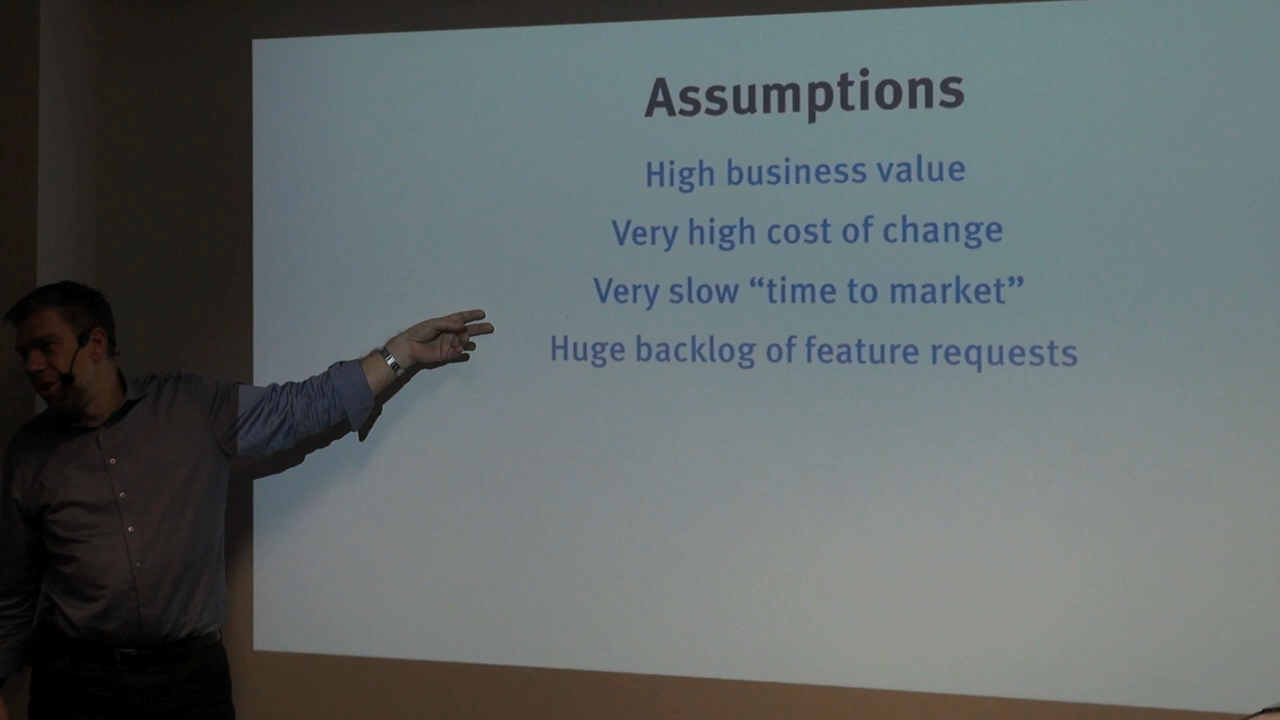 Assumptions
High business value
Very high cost of change
Very slow “time to market”
Huge backlog of feature requests